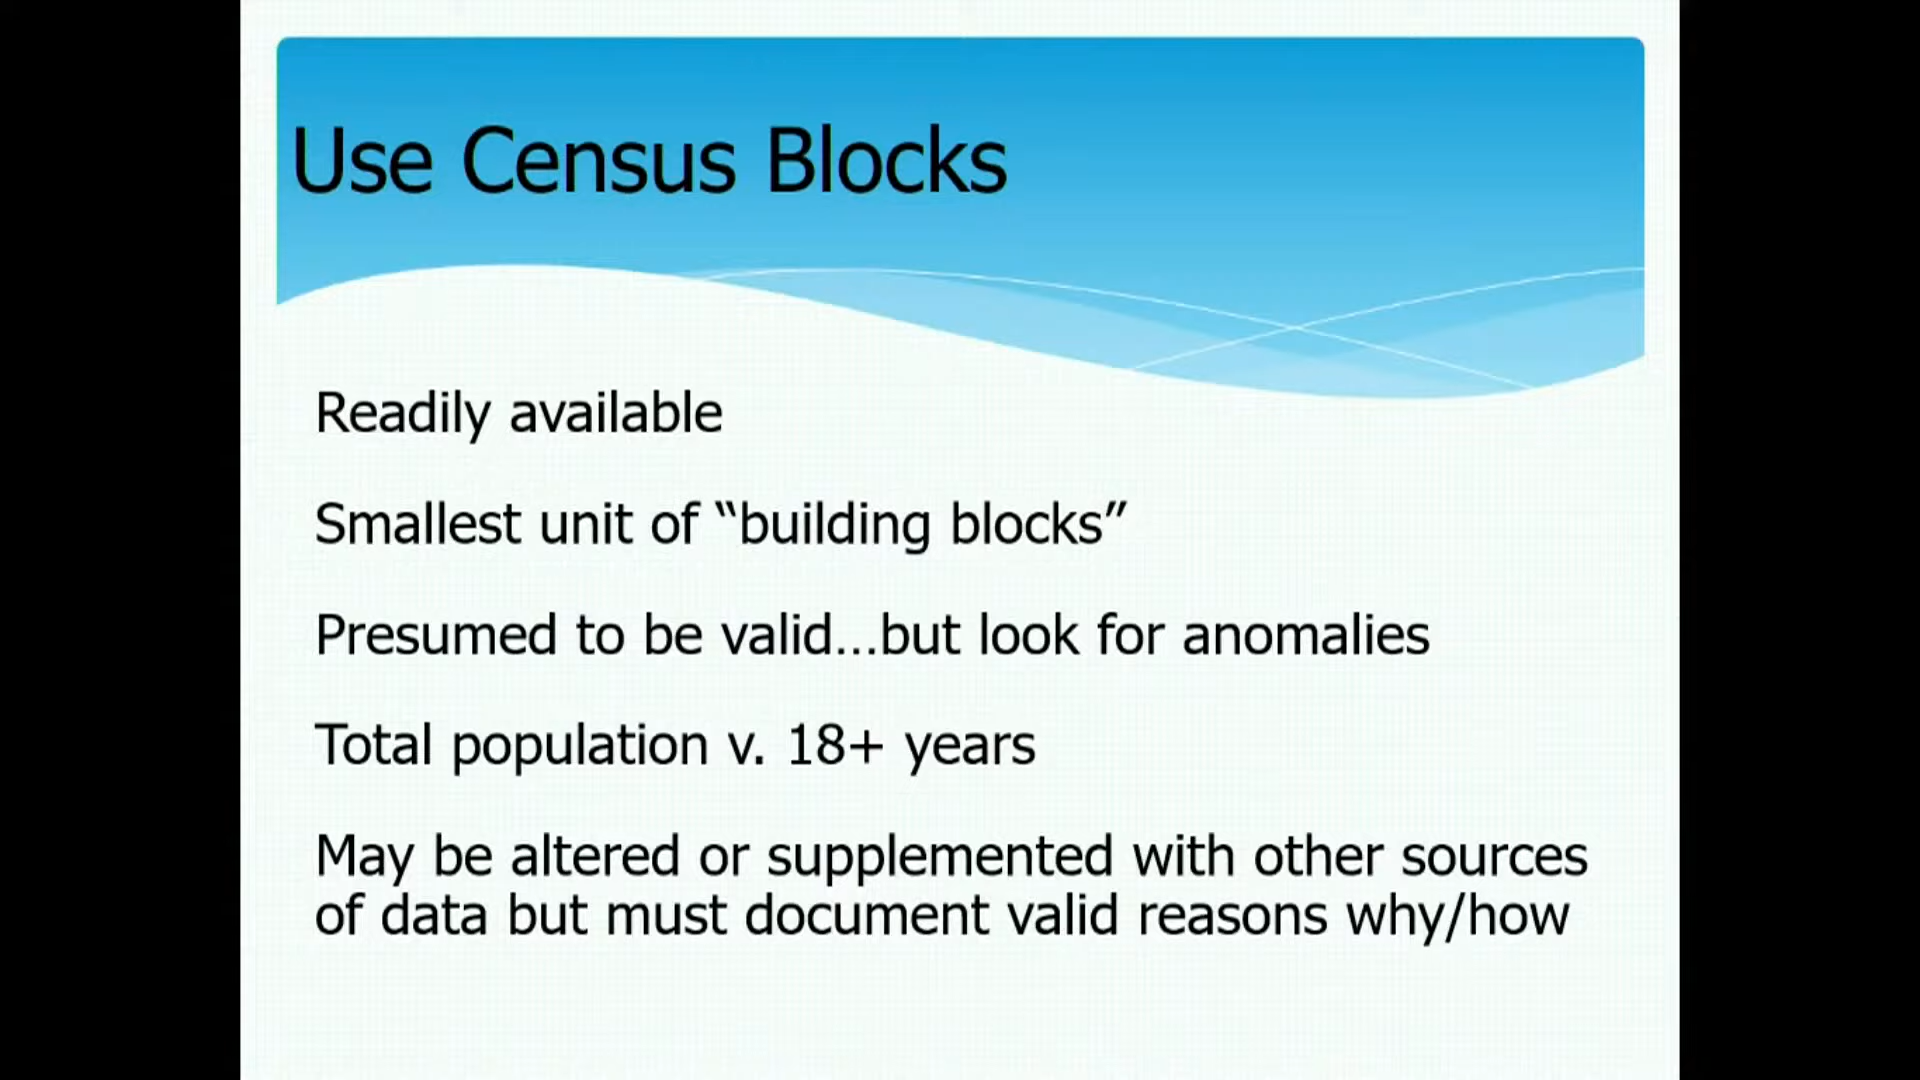 Use Census Blocks
Readily available
Smallest unit of “building blocks”
Presumed to be valid…but look for anomalies
Total population v. 18+ years
May be altered or supplemented with other sources
of data but must document valid reasons why/how